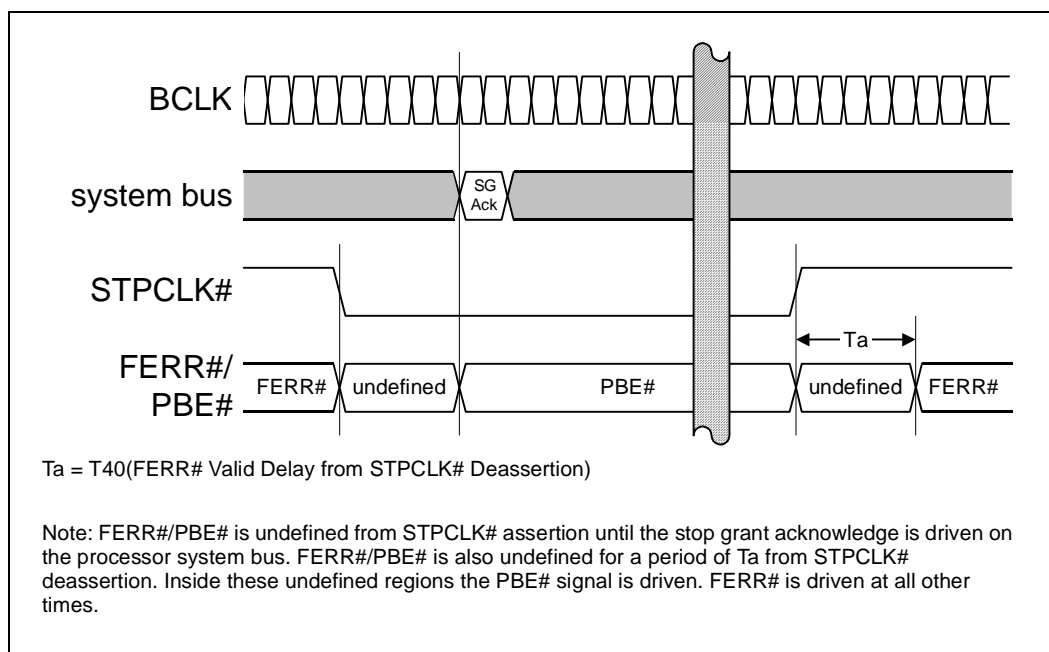 BCLK
SG
Ack
system bus
STPCLK#
Ta
FERR#/
PBE#
FERR#
undefined
PBE#
undefined
FERR#
Ta = T40(FERR# Valid Delay from STPCLK# Deassertion)
Note: FERR#/PBE# is undefined from STPCLK# assertion until the stop grant acknowledge is driven on
the processor system bus. FERR#/PBE# is also undefined for a period of Ta from STPCLK#
deassertion. Inside these undefined regions the PBE# signal is driven. FERR# is driven at all other
times.